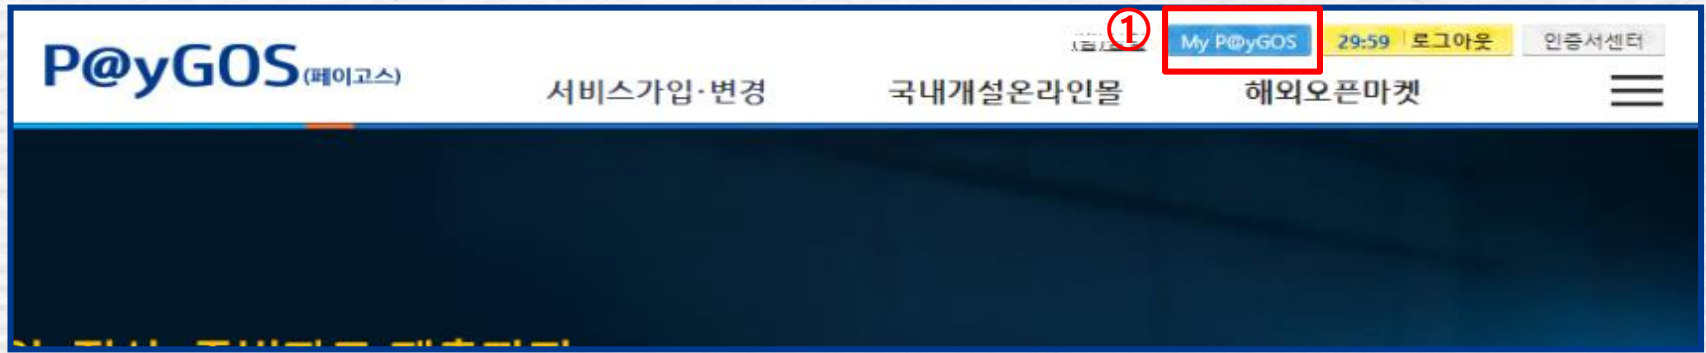 ① My P@yGOS 29:59 로그아웃 인증서센터
P@yGOS(페이고스) 서비스가입·변경 국내개설온라인몰 해외오픈마켓